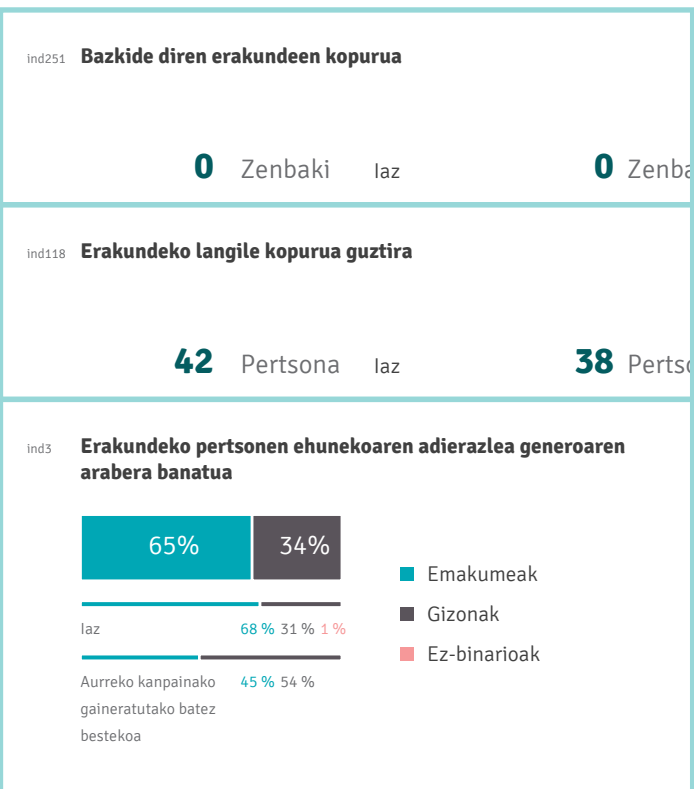 ind251 Bazkide diren erakundeen kopurua
0 Zenbaki Iaz 0
ind118 Erakundeko langile kopurua guztira
42 Pertsona Iaz 38
ind3 Erakundeko pertsonen ehunekoaren adierazlea generoaren
arabera banatua
65% 34%
Emakumeak
Gizonak
Ez-binarioak
Iaz 68 % 31 % 1 %
Aurreko kanpainako 45 % 54 %
gaineratutako batez
bestekoa